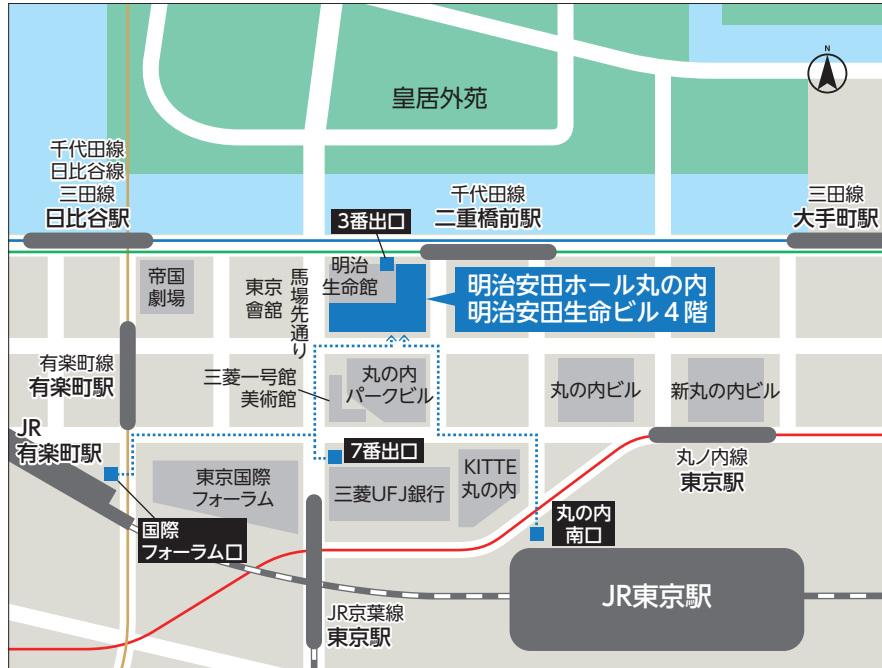 N
皇居外苑
千代田線
日比谷線
三田線
日比谷駅
3番出口
千代田線
二重橋前駅
三田線
大手町駅
帝国
劇場
東京
會舘
馬場先通り
明治
生命館
明治安田ホール丸の内
明治安田生命ビル4階
有楽町線
有楽町駅
三菱一号館
美術館
丸の内
パークビル
丸の内ビル
新丸の内ビル
JR
有楽町駅
7番出口
丸ノ内線
東京駅
東京国際
フォーラム
三菱UFJ銀行
KITTE
丸の内
国際
フォーラム口
丸の内
南口
JR東京駅
JR京葉線
東京駅